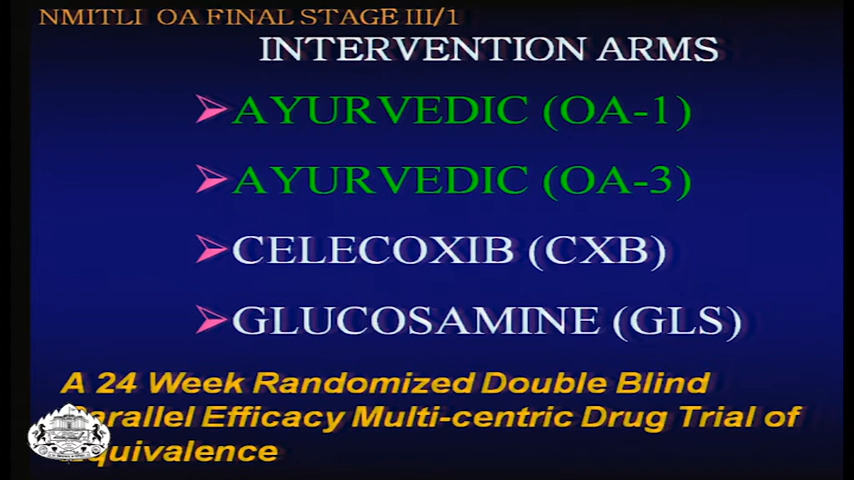 NMITLI OA FINAL STAGE III/1
INTERVENTION ARMS
➢AYURVEDIC (OA-1)
➢AYURVEDIC (OA-3)
➢CELECOXIB (CXB)
➢GLUCOSAMINE (GLS)
A 24 Week Randomized Double Blind
arallel Efficacy Multi-centric Drug Trial of
quivalence